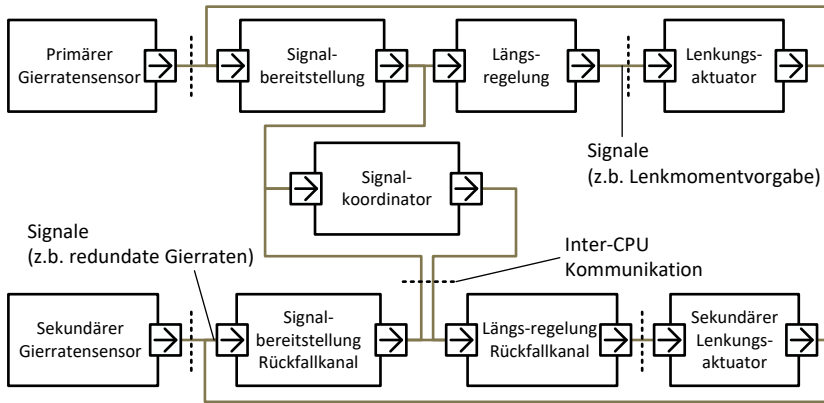 Primärer
Gierratensensor
Signal-
bereitstellung
Längs-
regelung
Lenkungs-
aktuator
Signale
(z.b. Lenkmomentvorgabe)
Signal-
koordinator
Signale
(z.b. redundate Gierraten)
Inter-CPU
Kommunikation
Sekundärer
Gierratensensor
Signal-
bereitstellung
Rückfallkanal
Längs-regelung
Rückfallkanal
Sekundärer
Lenkungs-
aktuator